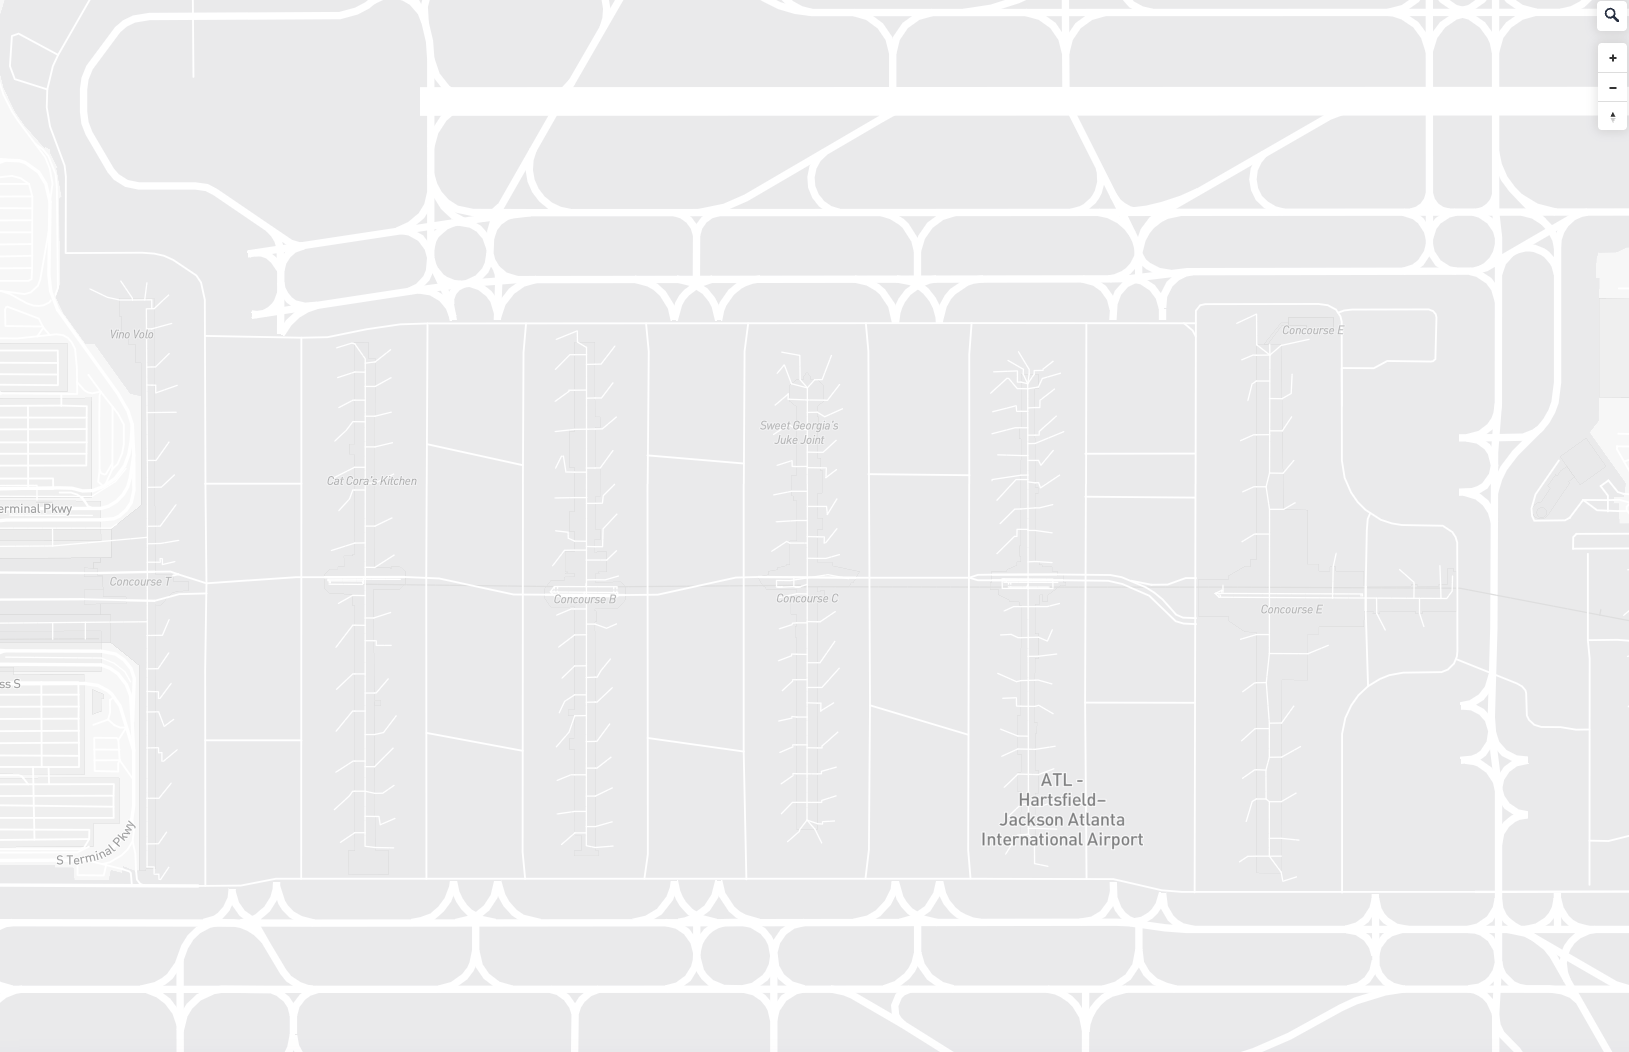 Vino Volo
Concourse E
Sweet Georgia's
Juke Joint
Cat Cora's Kitchen
erminal Pkwy
Concourse T
Concourse B
Concourse C
Concourse E
ss S
ATL -
Hartsfield–
Jackson Atlanta
International Airport
S Terminal Pkwy